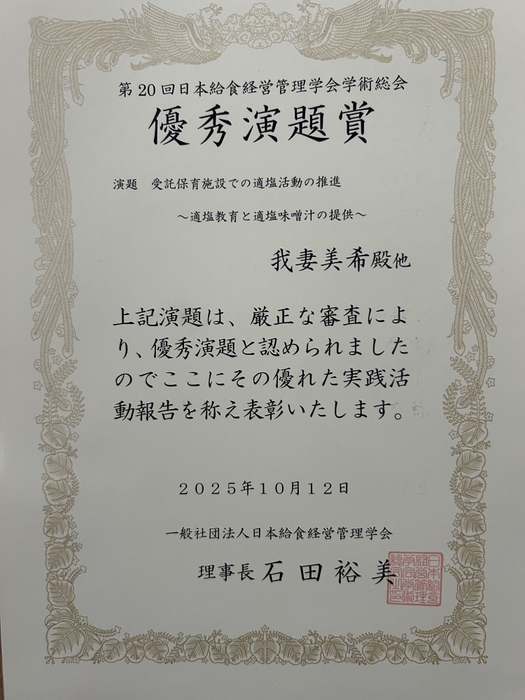 第20回日本給食経営管理学会学術総会
優秀演題賞
演題 受託保育施設での適塩活動の推進
～適塩教育と適塩味噌汁の提供～
我妻美希殿他
上記演題は、厳正な審査によ
り、優秀演題と認められました
のでここにその優れた実践活
動報告を称え表彰いたします。
２０２５年１０月１２日
一般社団法人日本給食経営管理学会
理事長 石田裕美